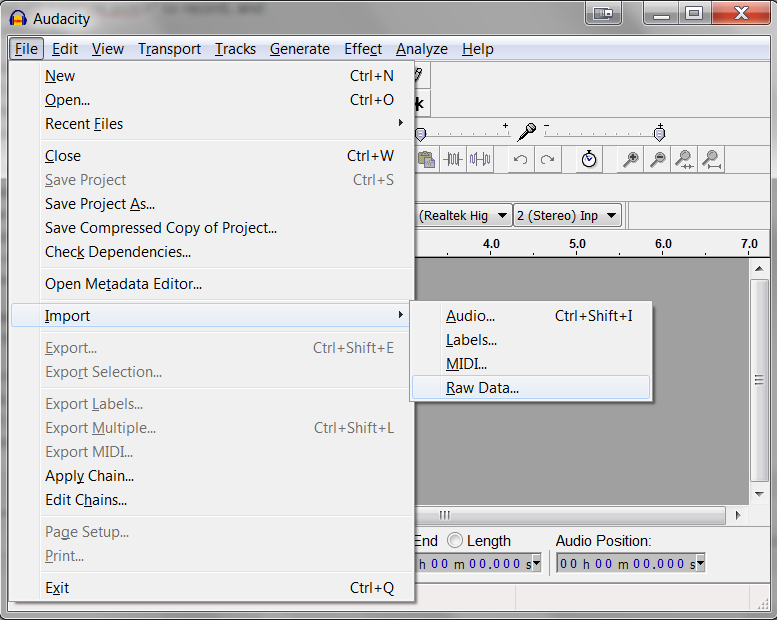 Audacity
File Edit View Transport Tracks Generate Effect Analyze Help
New Ctrl+N
Open... Ctrl+O
Recent Files
Close Ctrl+W
Save Project Ctrl+S
Save Project As...
Save Compressed Copy of Project...
Check Dependencies...
Open Metadata Editor...
Import
Export... Ctrl+Shift+E
Export Selection...
Export Labels...
Export Multiple... Ctrl+Shift+L
Export MIDI...
Apply Chain...
Edit Chains...
Page Setup...
Print...
Exit Ctrl+Q
Audio... Ctrl+Shift+I
Labels...
MIDI...
Raw Data...
- + - +
(Realtek Hig 2 (Stereo) Inp
4.0 5.0 6.0 7.0
End Length Audio Position:
h 00 m 00.000 s 00 h 00 m 00.000 s